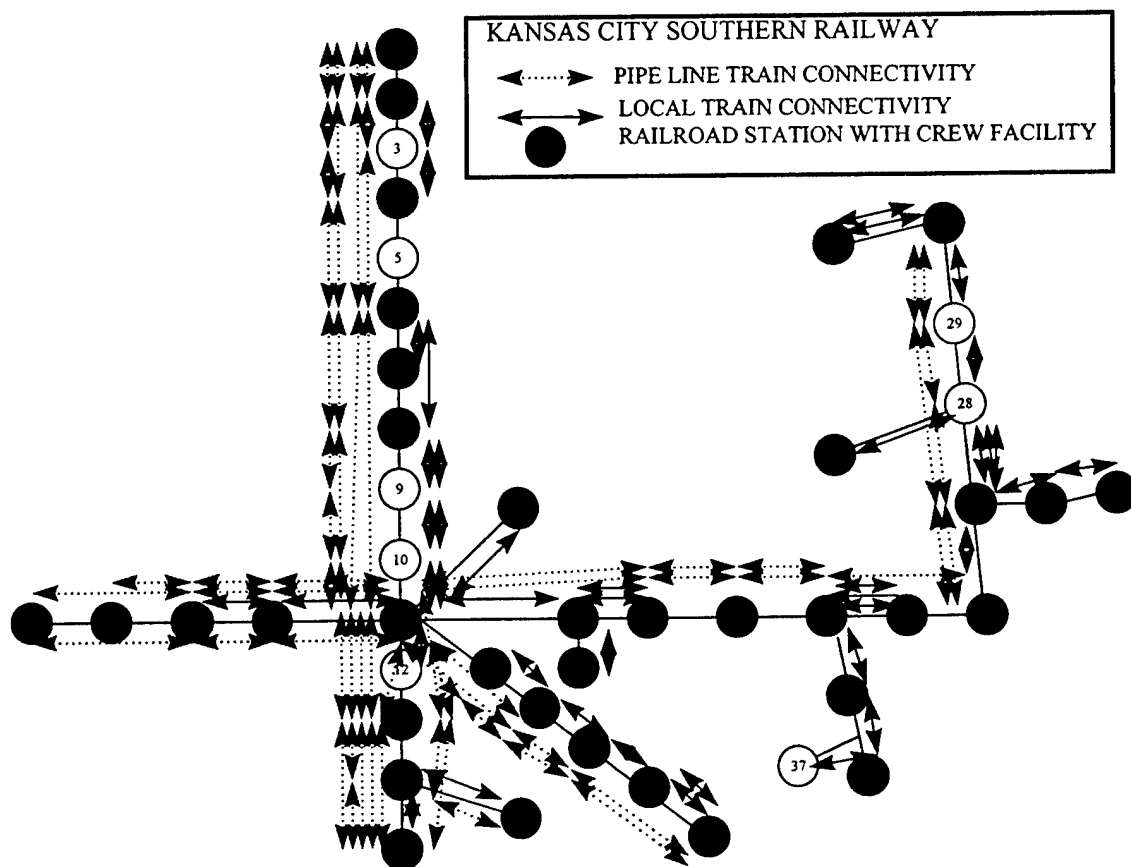 KANSAS CITY SOUTHERN RAILWAY
PIPE LINE TRAIN CONNECTIVITY
LOCAL TRAIN CONNECTIVITY
RAILROAD STATION WITH CREW FACILITY
3
5
29
28
9
10
12
37